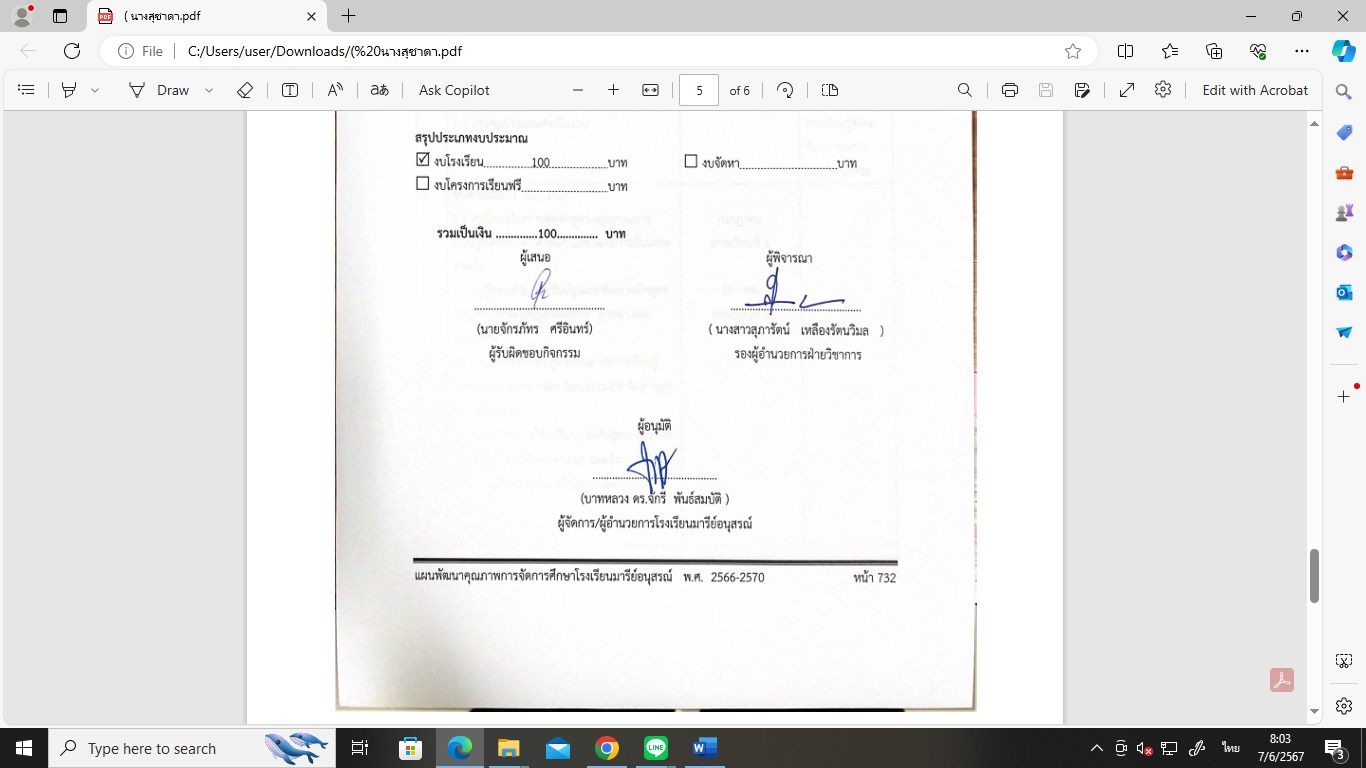 ( นางสุชาดา.pdf
File
C:/Users/user/Downloads/(%20นางสุชาดา.pdf
Draw
Ask Copilot
5
of 6
Edit with Acrobat
สรุปประเภทงบประมาณ
งบโรงเรียน................100....................บาท
งบจัดหา................................บาท
งบโครงการเรียนฟรี............................บาท
รวมเป็นเงิน .............100............. บาท
ผู้เสนอ
ผู้พิจารณา
(นายจักรภัทร ศรีอินทร์)
( นางสาวสุภารัตน์ เหลืองรัตนวิมล )
ผู้รับผิดชอบกิจกรรม
รองผู้อำนวยการฝ่ายวิชาการ
ผู้อนุมัติ
(บาทหลวง ดร.จักรี พันธ์สมบัติ )
ผู้จัดการ/ผู้อำนวยการโรงเรียนมารีย์อนุสรณ์
แผนพัฒนาคุณภาพการจัดการศึกษาโรงเรียนมารีย์อนุสรณ์ พ.ศ. 2566-2570
หน้า 732
Type here to search
ไทย
8:03
7/6/2567
3